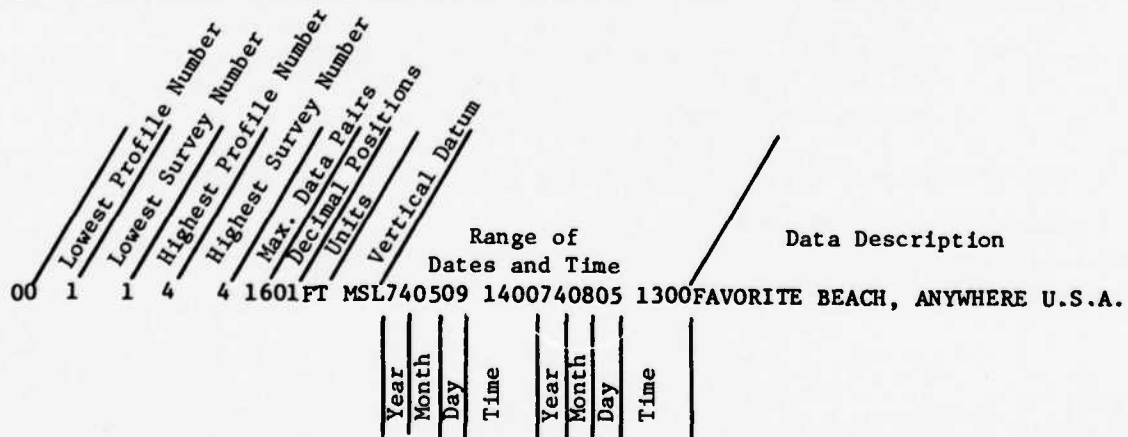 Lowest Profile Number
Lowest Survey Number
Highest Profile Number
Highest Survey Number
Max. Data Pairs
Decimal Positions
Units
Vertical Datum
Range of
Dates and Time
Data Description
00 1 1 4 4 1601FT MSL740509 1400740805 1300FAVORITE BEACH, ANYWHERE U.S.A.
Year
Month
Day
Time
Year
Month
Day
Time